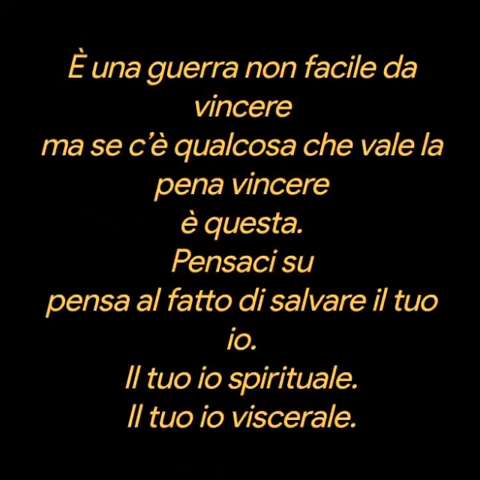 È una guerra non facile da
vincere
ma se c’è qualcosa che vale la
pena vincere
è questa.
Pensaci su
pensa al fatto di salvare il tuo
io.
Il tuo io spirituale.
Il tuo io viscerale.